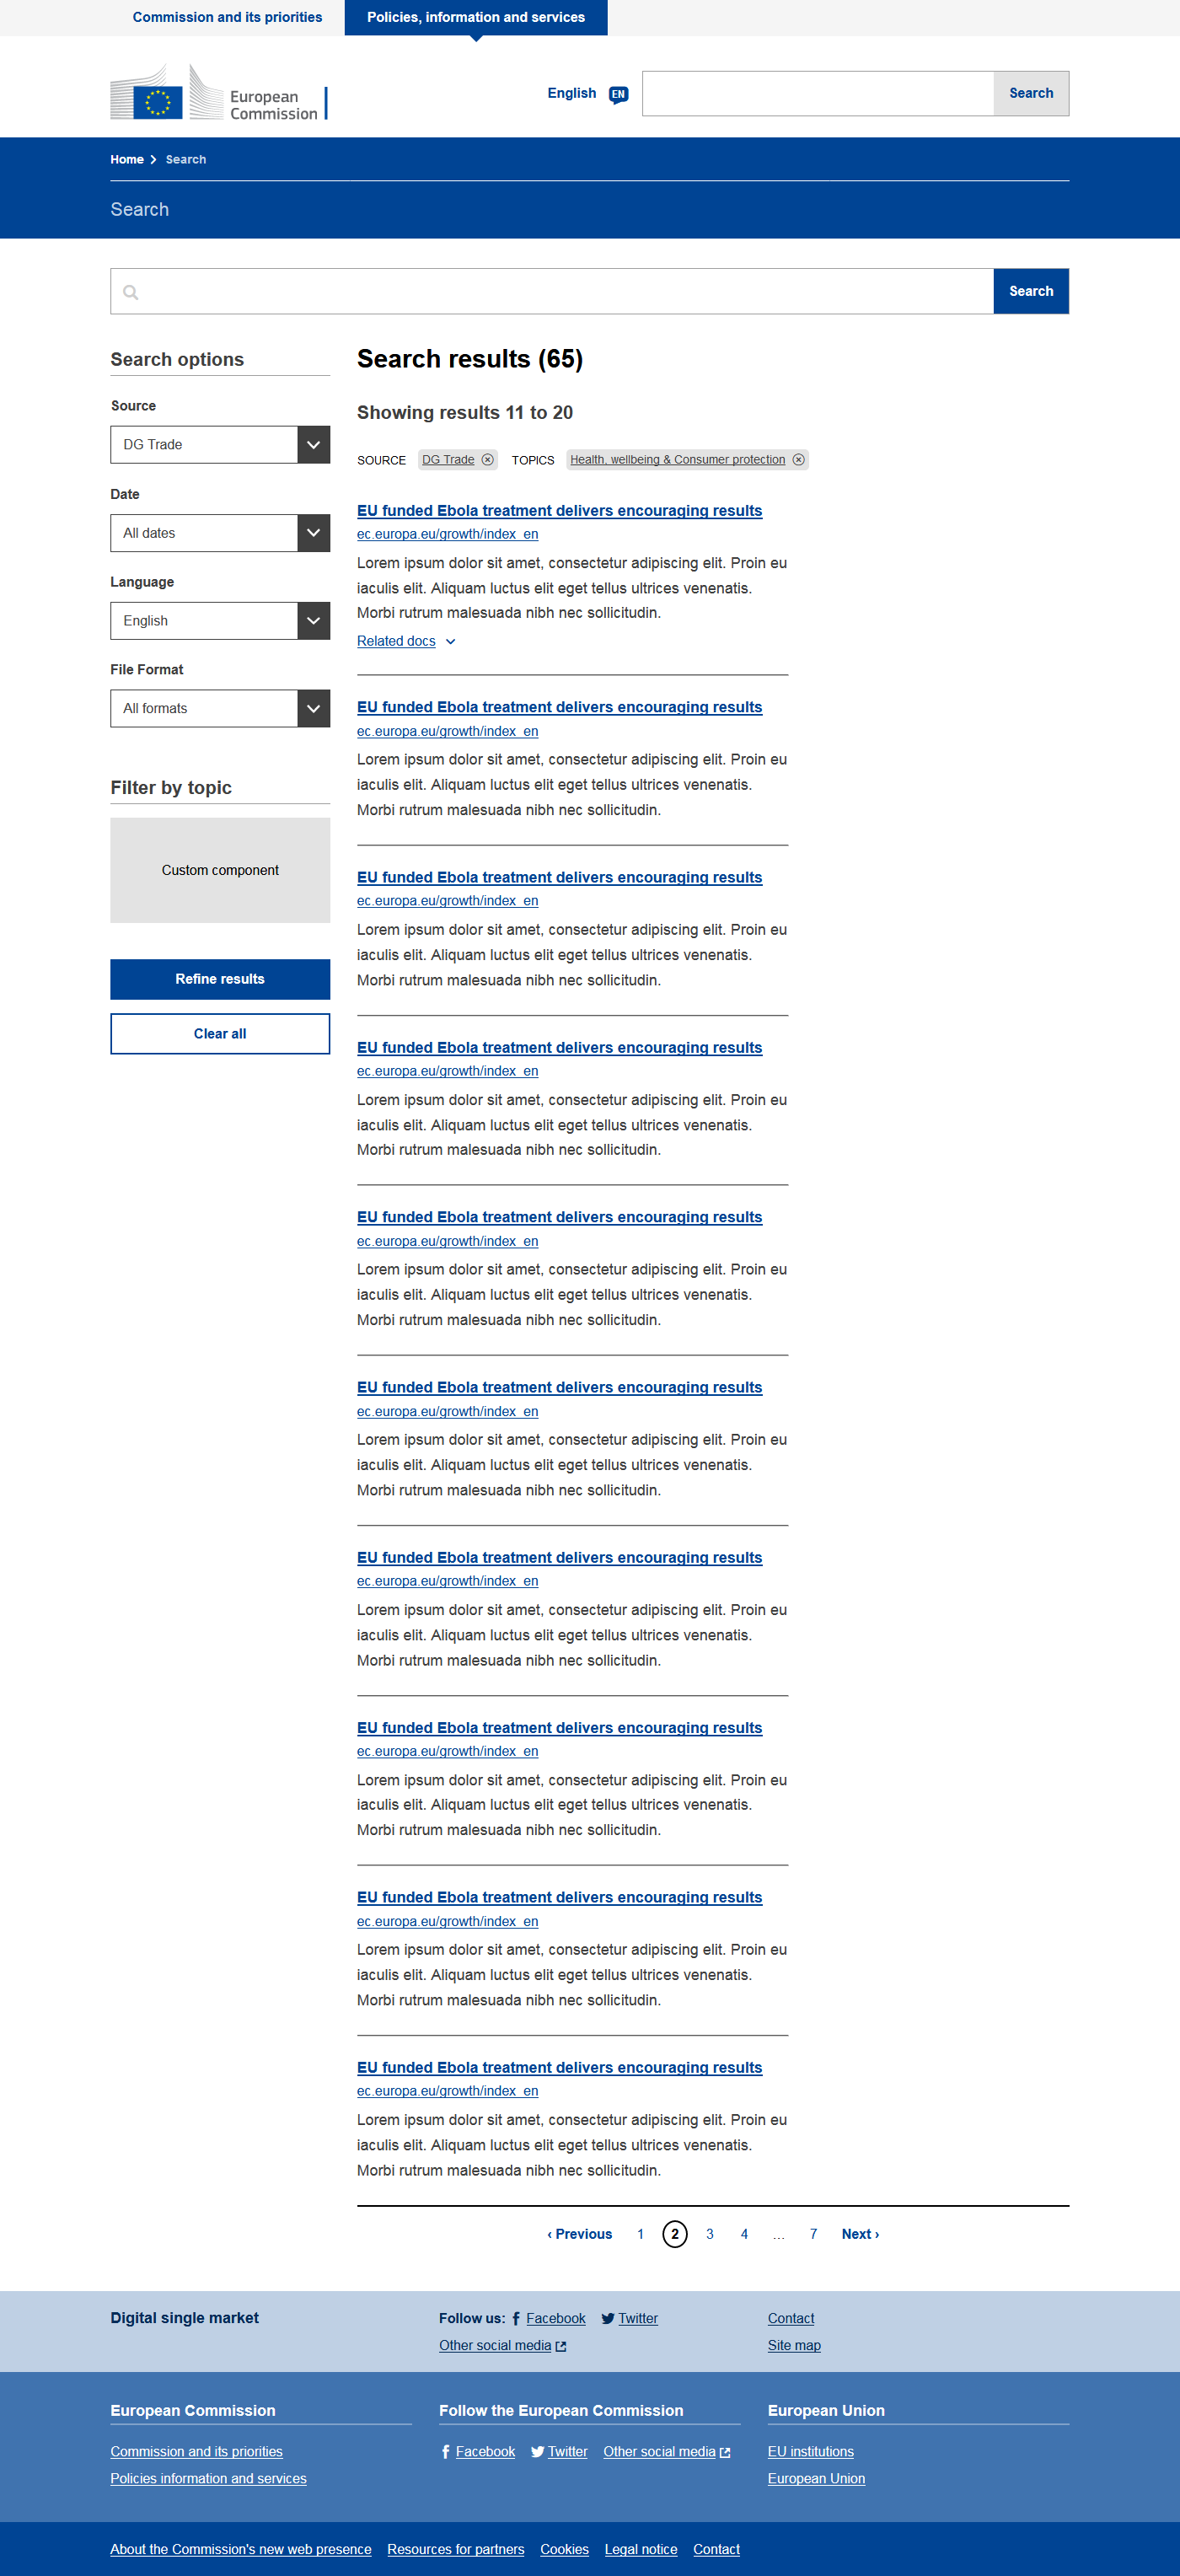 Commission and its priorities
Policies, information and services
European
Commission
English EN
Search
Home Search
Search
Search
Search options
Source
DG Trade
Date
All dates
Language
English
File Format
All formats
Filter by topic
Custom component
Refine results
Clear all
Search results (65)
Showing results 11 to 20
SOURCE DG Trade TOPICS Health, wellbeing & Consumer protection
EU funded Ebola treatment delivers encouraging results
ec.europa.eu/growth/index_en
Lorem ipsum dolor sit amet, consectetur adipiscing elit. Proin eu
iaculis elit. Aliquam luctus elit eget tellus ultrices venenatis.
Morbi rutrum malesuada nibh nec sollicitudin.
Related docs
EU funded Ebola treatment delivers encouraging results
ec.europa.eu/growth/index_en
Lorem ipsum dolor sit amet, consectetur adipiscing elit. Proin eu
iaculis elit. Aliquam luctus elit eget tellus ultrices venenatis.
Morbi rutrum malesuada nibh nec sollicitudin.
EU funded Ebola treatment delivers encouraging results
ec.europa.eu/growth/index_en
Lorem ipsum dolor sit amet, consectetur adipiscing elit. Proin eu
iaculis elit. Aliquam luctus elit eget tellus ultrices venenatis.
Morbi rutrum malesuada nibh nec sollicitudin.
EU funded Ebola treatment delivers encouraging results
ec.europa.eu/growth/index_en
Lorem ipsum dolor sit amet, consectetur adipiscing elit. Proin eu
iaculis elit. Aliquam luctus elit eget tellus ultrices venenatis.
Morbi rutrum malesuada nibh nec sollicitudin.
EU funded Ebola treatment delivers encouraging results
ec.europa.eu/growth/index_en
Lorem ipsum dolor sit amet, consectetur adipiscing elit. Proin eu
iaculis elit. Aliquam luctus elit eget tellus ultrices venenatis.
Morbi rutrum malesuada nibh nec sollicitudin.
EU funded Ebola treatment delivers encouraging results
ec.europa.eu/growth/index_en
Lorem ipsum dolor sit amet, consectetur adipiscing elit. Proin eu
iaculis elit. Aliquam luctus elit eget tellus ultrices venenatis.
Morbi rutrum malesuada nibh nec sollicitudin.
EU funded Ebola treatment delivers encouraging results
ec.europa.eu/growth/index_en
Lorem ipsum dolor sit amet, consectetur adipiscing elit. Proin eu
iaculis elit. Aliquam luctus elit eget tellus ultrices venenatis.
Morbi rutrum malesuada nibh nec sollicitudin.
EU funded Ebola treatment delivers encouraging results
ec.europa.eu/growth/index_en
Lorem ipsum dolor sit amet, consectetur adipiscing elit. Proin eu
iaculis elit. Aliquam luctus elit eget tellus ultrices venenatis.
Morbi rutrum malesuada nibh nec sollicitudin.
EU funded Ebola treatment delivers encouraging results
ec.europa.eu/growth/index_en
Lorem ipsum dolor sit amet, consectetur adipiscing elit. Proin eu
iaculis elit. Aliquam luctus elit eget tellus ultrices venenatis.
Morbi rutrum malesuada nibh nec sollicitudin.
EU funded Ebola treatment delivers encouraging results
ec.europa.eu/growth/index_en
Lorem ipsum dolor sit amet, consectetur adipiscing elit. Proin eu
iaculis elit. Aliquam luctus elit eget tellus ultrices venenatis.
Morbi rutrum malesuada nibh nec sollicitudin.
‹ Previous 1 2 3 4 ... 7 Next ›
Digital single market
Follow us: Facebook Twitter
Other social media
Contact
Site map
European Commission
Commission and its priorities
Policies information and services
Follow the European Commission
Facebook Twitter Other social media
European Union
EU institutions
European Union
About the Commission's new web presence Resources for partners Cookies Legal notice Contact